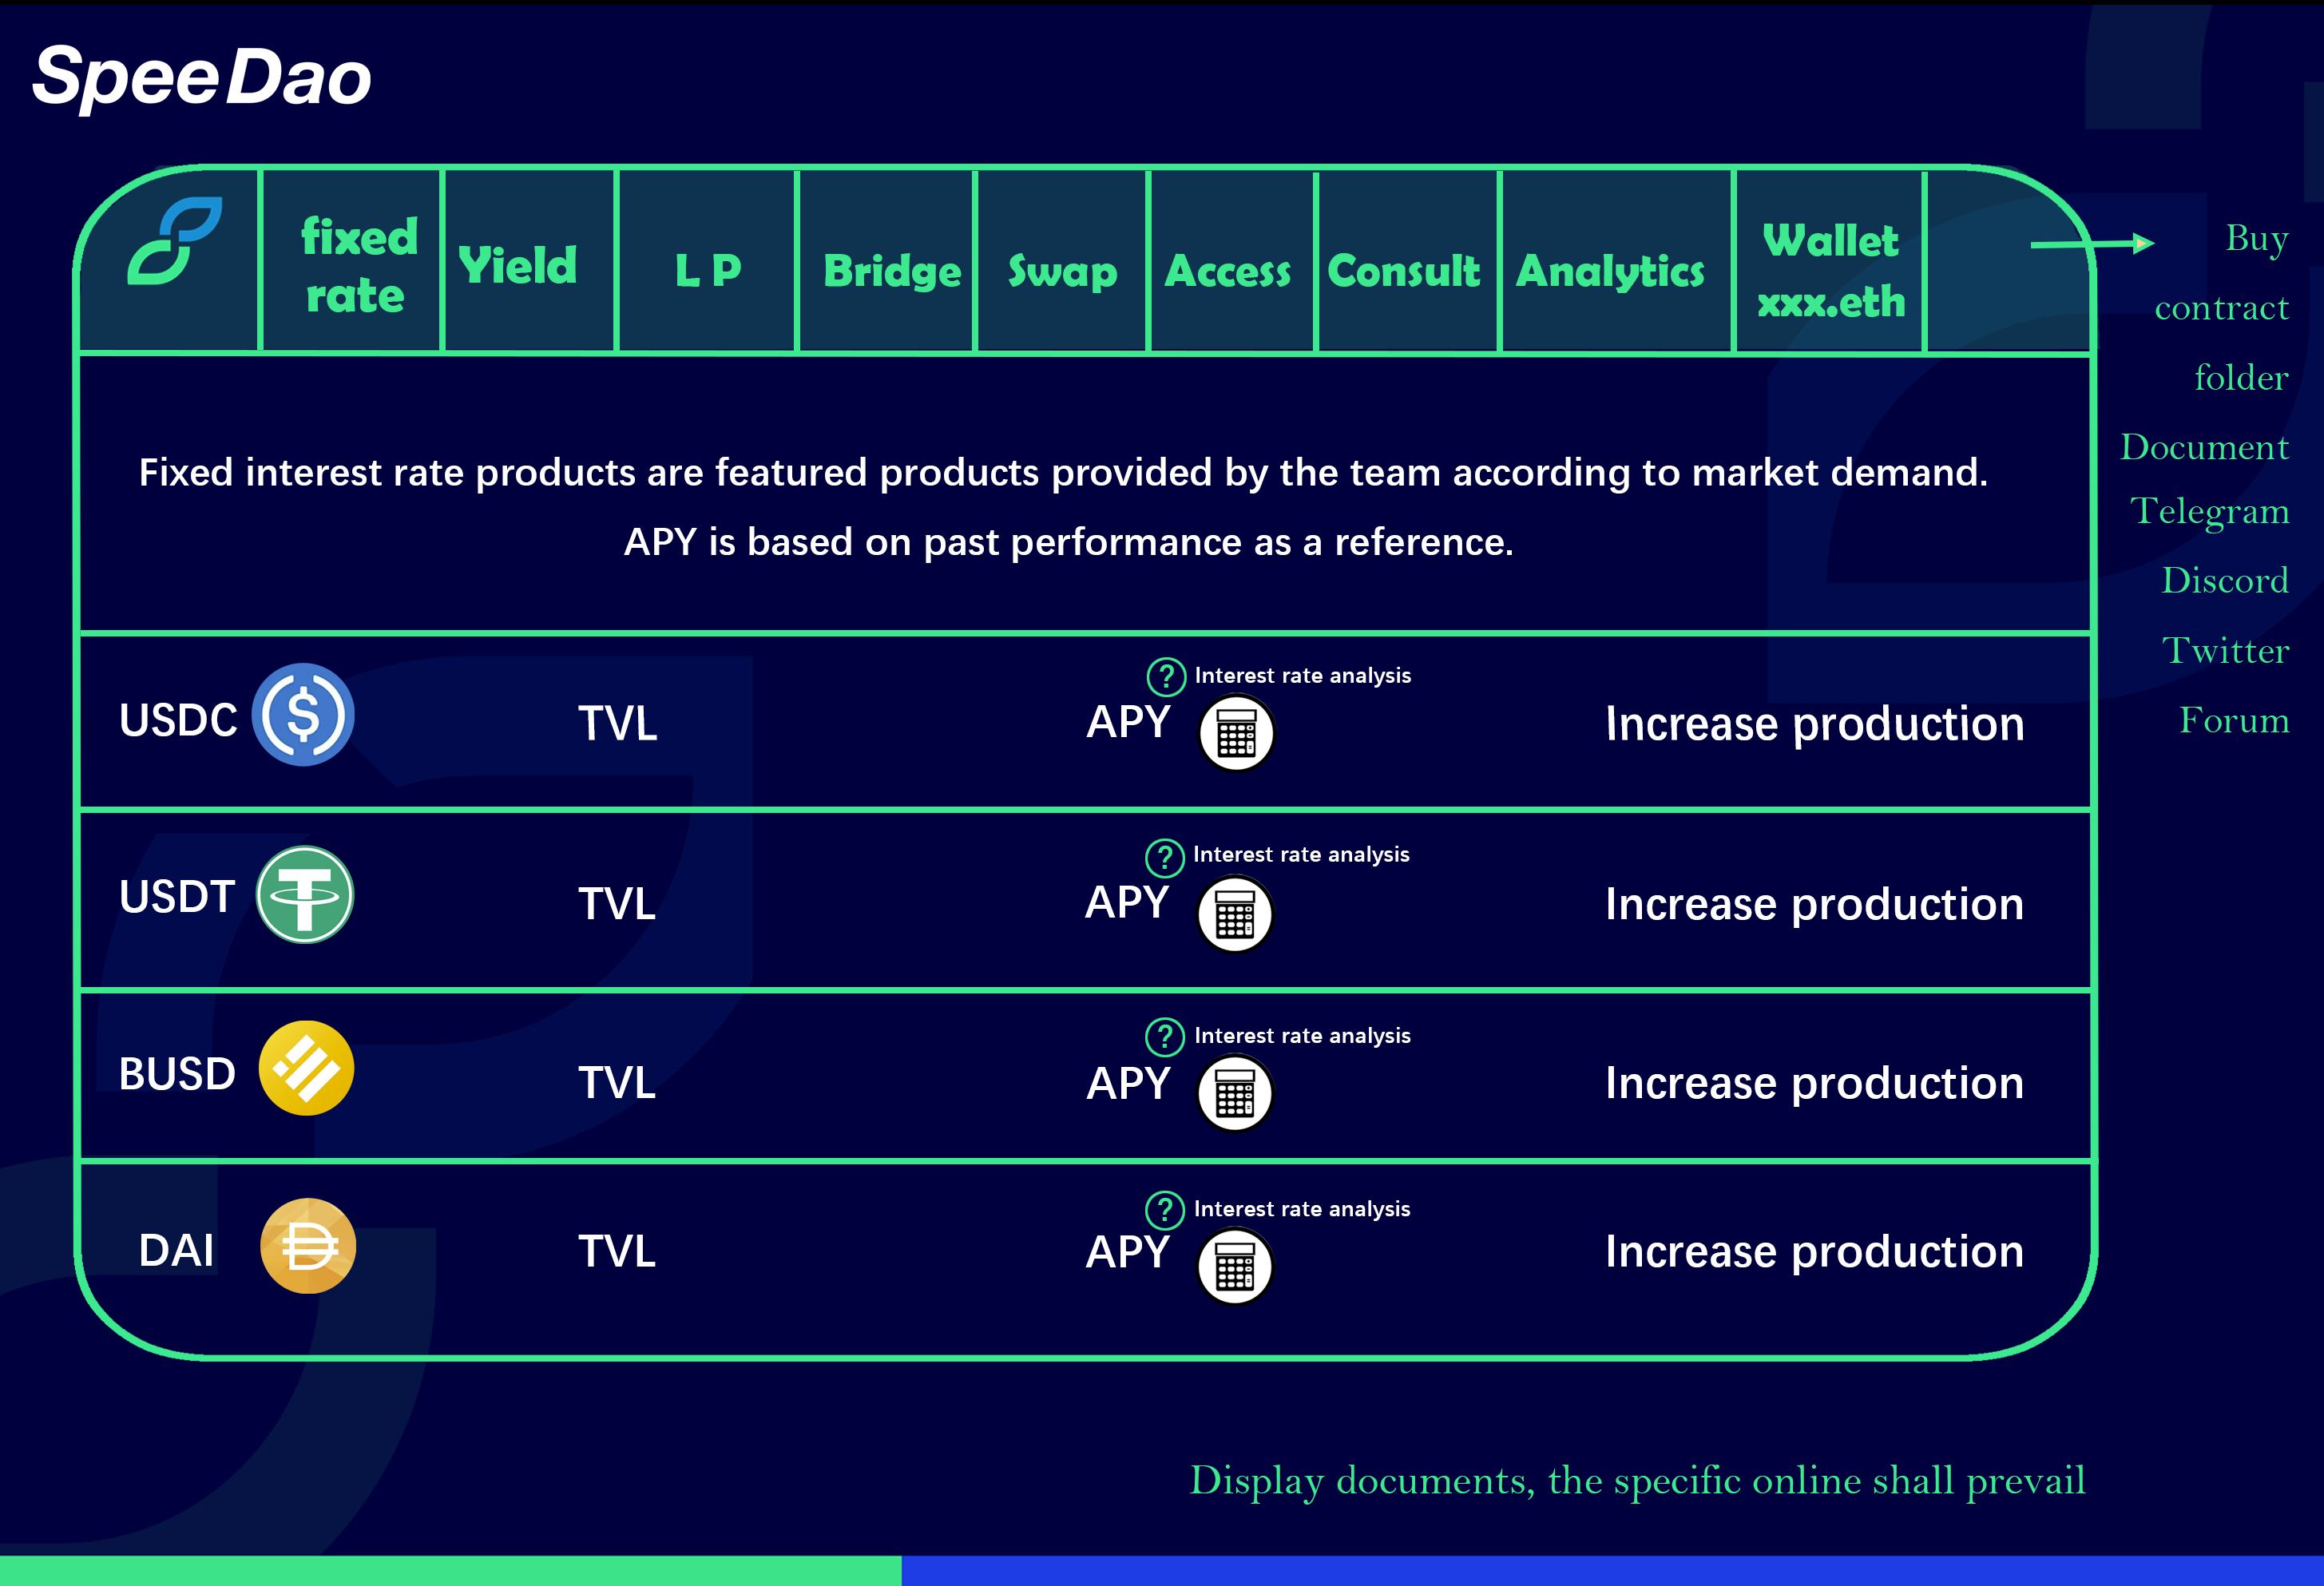 SpeeDao
fixed
rate
Yield
L P
Bridge
Swap
Access
Consult
Analytics
Wallet
xxx.eth
Buy
contract
folder
Document
Telegram
Discord
Twitter
Forum
Fixed interest rate products are featured products provided by the team according to market demand.
APY is based on past performance as a reference.
? Interest rate analysis
USDC TVL APY Increase production
? Interest rate analysis
USDT TVL APY Increase production
? Interest rate analysis
BUSD TVL APY Increase production
? Interest rate analysis
DAI TVL APY Increase production
Display documents, the specific online shall prevail